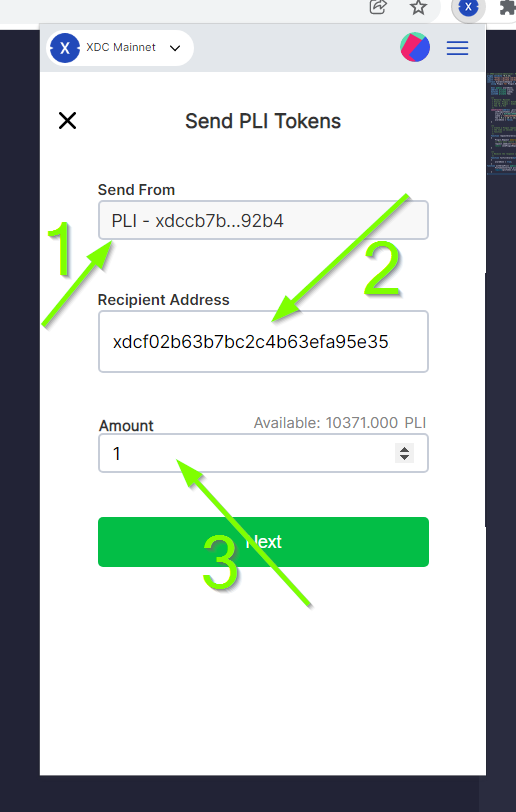 X
X XDC Mainnet
Send PLI Tokens
Send From
PLI - xdccb7b...92b4
1
2
Recipient Address
xdcf02b63b7bc2c4b63efa95e35
Amount
Available: 10371.000 PLI
1
Next
3